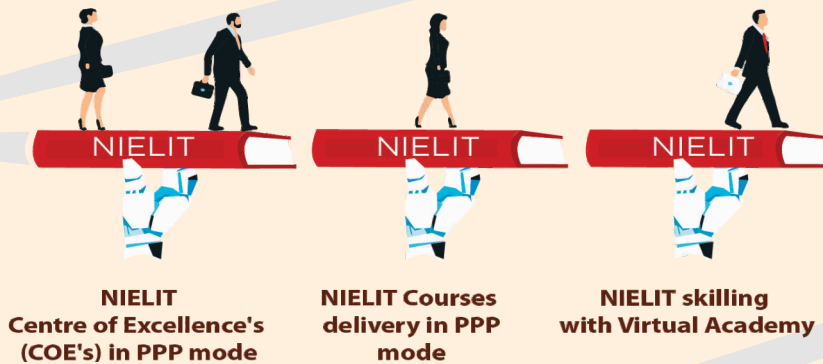 NIELIT
NIELIT
NIELIT
NIELIT
Centre of Excellence's
(COE's) in PPP mode
NIELIT Courses
delivery in PPP
mode
NIELIT skilling
with Virtual Academy